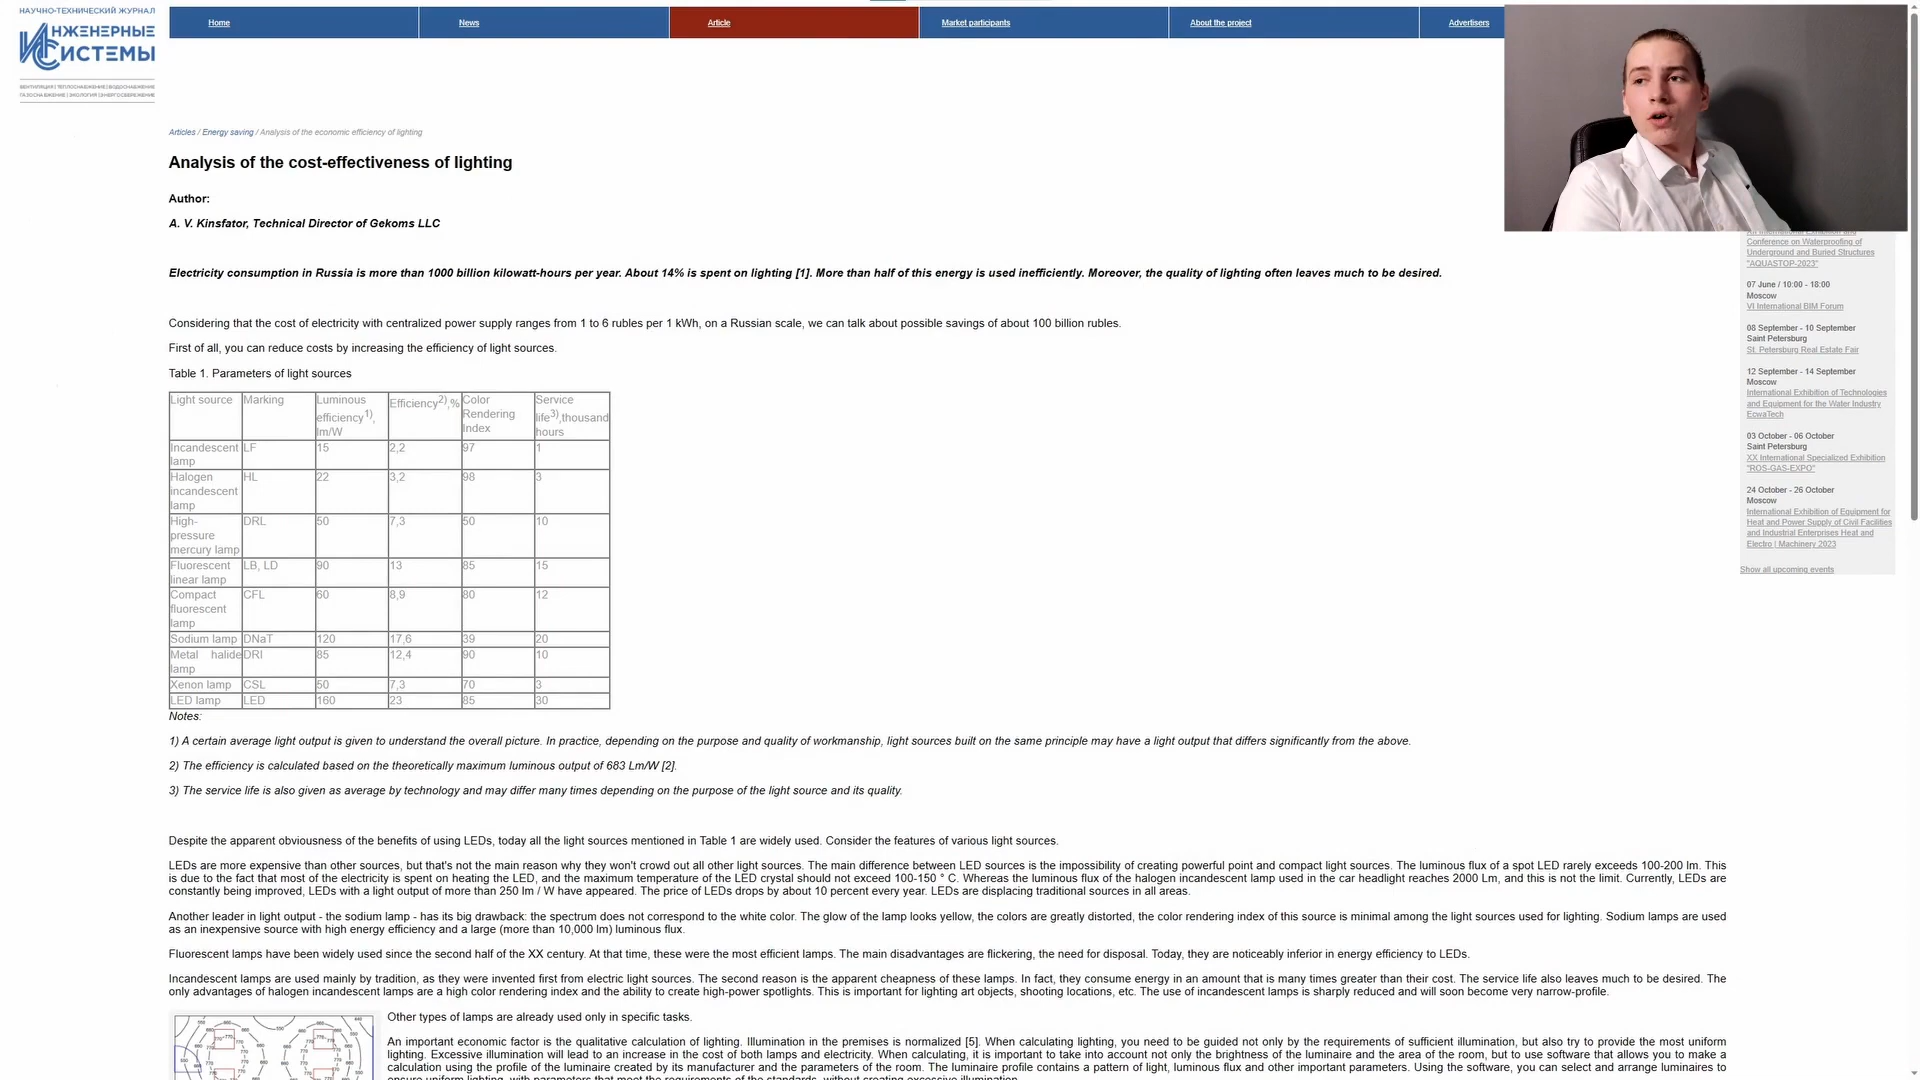 НАУЧНО-ТЕХНИЧЕСКИЙ ЖУРНАЛ
ИНЖЕНЕРНЫЕ
СИСТЕМЫ
ВЕНТИЛЯЦИЯ | ТЕПЛОСНАБЖЕНИЕ | ВОДОСНАБЖЕНИЕ
ГАЗОСНАБЖЕНИЕ | ЭКОЛОГИЯ | ЭНЕРГОСБЕРЕЖЕНИЕ
Home News Article Market participants About the project Advertisers
Articles / Energy saving / Analysis of the economic efficiency of lighting
Analysis of the cost-effectiveness of lighting
Author:
A. V. Kinsfator, Technical Director of Gekoms LLC
Electricity consumption in Russia is more than 1000 billion kilowatt-hours per year. About 14% is spent on lighting [1]. More than half of this energy is used inefficiently. Moreover, the quality of lighting often leaves much to be desired.
Considering that the cost of electricity with centralized power supply ranges from 1 to 6 rubles per 1 kWh, on a Russian scale, we can talk about possible savings of about 100 billion rubles.
First of all, you can reduce costs by increasing the efficiency of light sources.
Table 1. Parameters of light sources
Light source Marking Luminous efficiency1), lm/W Efficiency2),% Color Rendering Index Service life3),thousand hours
Incandescent lamp LF 15 2,2 97 1
Halogen incandescent lamp HL 22 3,2 98 3
High-pressure mercury lamp DRL 50 7,3 50 10
Fluorescent linear lamp LB, LD 90 13 85 15
Compact fluorescent lamp CFL 60 8,9 80 12
Sodium lamp DNaT 120 17,6 39 20
Metal halide lamp DRI 85 12,4 90 10
Xenon lamp CSL 50 7,3 70 3
LED lamp LED 160 23 85 30
Notes:
1) A certain average light output is given to understand the overall picture. In practice, depending on the purpose and quality of workmanship, light sources built on the same principle may have a light output that differs significantly from the above.
2) The efficiency is calculated based on the theoretically maximum luminous output of 683 Lm/W [2].
3) The service life is also given as average by technology and may differ many times depending on the purpose of the light source and its quality.
Despite the apparent obviousness of the benefits of using LEDs, today all the light sources mentioned in Table 1 are widely used. Consider the features of various light sources.
LEDs are more expensive than other sources, but that's not the main reason why they won't crowd out all other light sources. The main difference between LED sources is the impossibility of creating powerful point and compact light sources. The luminous flux of a spot LED rarely exceeds 100-200 lm. This
is due to the fact that most of the electricity is spent on heating the LED, and the maximum temperature of the LED crystal should not exceed 100-150 ° C. Whereas the luminous flux of the halogen incandescent lamp used in the car headlight reaches 2000 Lm, and this is not the limit. Currently, LEDs are
constantly being improved, LEDs with a light output of more than 250 lm / W have appeared. The price of LEDs drops by about 10 percent every year. LEDs are displacing traditional sources in all areas.
Another leader in light output - the sodium lamp - has its big drawback: the spectrum does not correspond to the white color. The glow of the lamp looks yellow, the colors are greatly distorted, the color rendering index of this source is minimal among the light sources used for lighting. Sodium lamps are used
as an inexpensive source with high energy efficiency and a large (more than 10,000 lm) luminous flux.
Fluorescent lamps have been widely used since the second half of the XX century. At that time, these were the most efficient lamps. The main disadvantages are flickering, the need for disposal. Today, they are noticeably inferior in energy efficiency to LEDs.
Incandescent lamps are used mainly by tradition, as they were invented first from electric light sources. The second reason is the apparent cheapness of these lamps. In fact, they consume energy in an amount that is many times greater than their cost. The service life also leaves much to be desired. The
only advantages of halogen incandescent lamps are a high color rendering index and the ability to create high-power spotlights. This is important for lighting art objects, shooting locations, etc. The use of incandescent lamps is sharply reduced and will soon become very narrow-profile.
Other types of lamps are already used only in specific tasks.
An important economic factor is the qualitative calculation of lighting. Illumination in the premises is normalized [5]. When calculating lighting, you need to be guided not only by the requirements of sufficient illumination, but also try to provide the most uniform
lighting. Excessive illumination will lead to an increase in the cost of both lamps and electricity. When calculating, it is important to take into account not only the brightness of the luminaire and the area of the room, but to use software that allows you to make a
calculation using the profile of the luminaire created by its manufacturer and the parameters of the room. The luminaire profile contains a pattern of light, luminous flux and other important parameters. Using the software, you can select and arrange luminaires to
ensure uniform lighting, with parameters that meet the requirements of the standards, without creating excessive illumination.
Conference on Waterproofing of
Underground and Buried Structures
"AQUASTOP-2023"
07 June / 10:00 - 18:00
Moscow
VI International BIM Forum
08 September - 10 September
Saint Petersburg
St. Petersburg Real Estate Fair
12 September - 14 September
Moscow
International Exhibition of Technologies
and Equipment for the Water Industry
EcwaTech
03 October - 06 October
Saint Petersburg
XX International Specialized Exhibition
"ROS-GAS-EXPO"
24 October - 26 October
Moscow
International Exhibition of Equipment for
Heat and Power Supply of Civil Facilities
and Industrial Enterprises Heat and
Electro | Machinery 2023
Show all upcoming events